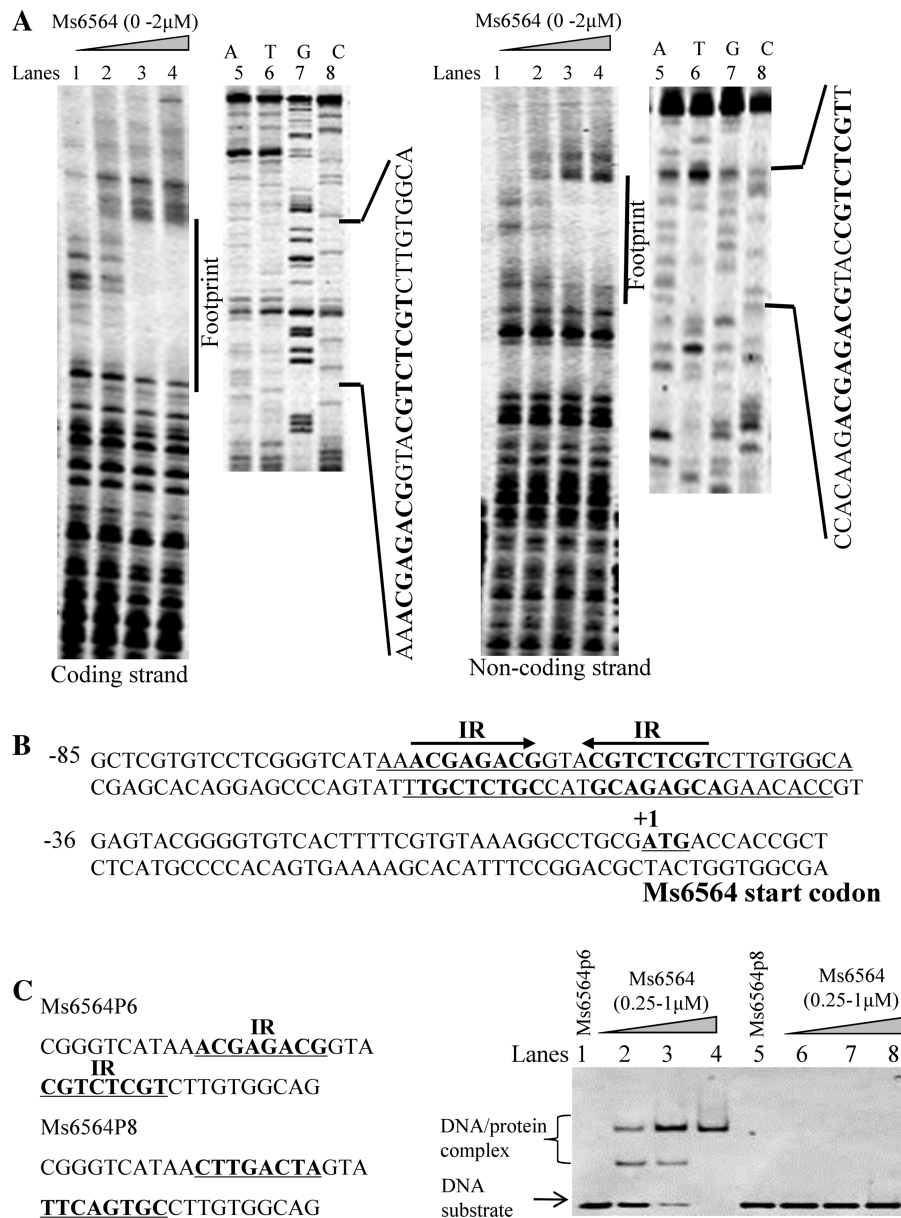 A
Ms6564 (0 -2μM)
Lanes 1 2 3 4
A T G C
5 6 7 8
Footprint
AAACGAGACGGTACGTCTCGTCTTGTGGCA
Coding strand
Ms6564 (0 -2μM)
Lanes 1 2 3 4
A T G C
5 6 7 8
Footprint
CCACAAGACGAGACGTACCGTCTCGTT
Non-coding strand
B
IR IR
-85 GCTCGTGTCCTCGGGTCATAAACGAGACGGTACGTCTCGTCTTGTGGCA
CGAGCACAGGAGCCCAGTATTTGCTCTGCCATGCAGAGCAGAACACCGT
+1
-36 GAGTACGGGGTGTCACTTTTCGTGTAAAGGCCTGCGATGACCACCGCT
CTCATGCCCCACAGTGAAAAGCACATTTCCGGACGCTACTGGTGGCGA
Ms6564 start codon
C
Ms6564P6
IR
CGGGTCATAAACGAGACGGTA
IR
CGTCTCGTCTTGTGGCAG
Ms6564P8
CGGGTCATAACTTGACTAGTA
TTCAGTGCCTTGTGGCAG
Ms6564p6
Ms6564
(0.25-1μM)
Ms6564p8
Ms6564
(0.25-1μM)
Lanes 1 2 3 4 5 6 7 8
DNA/protein
complex
DNA
substrate